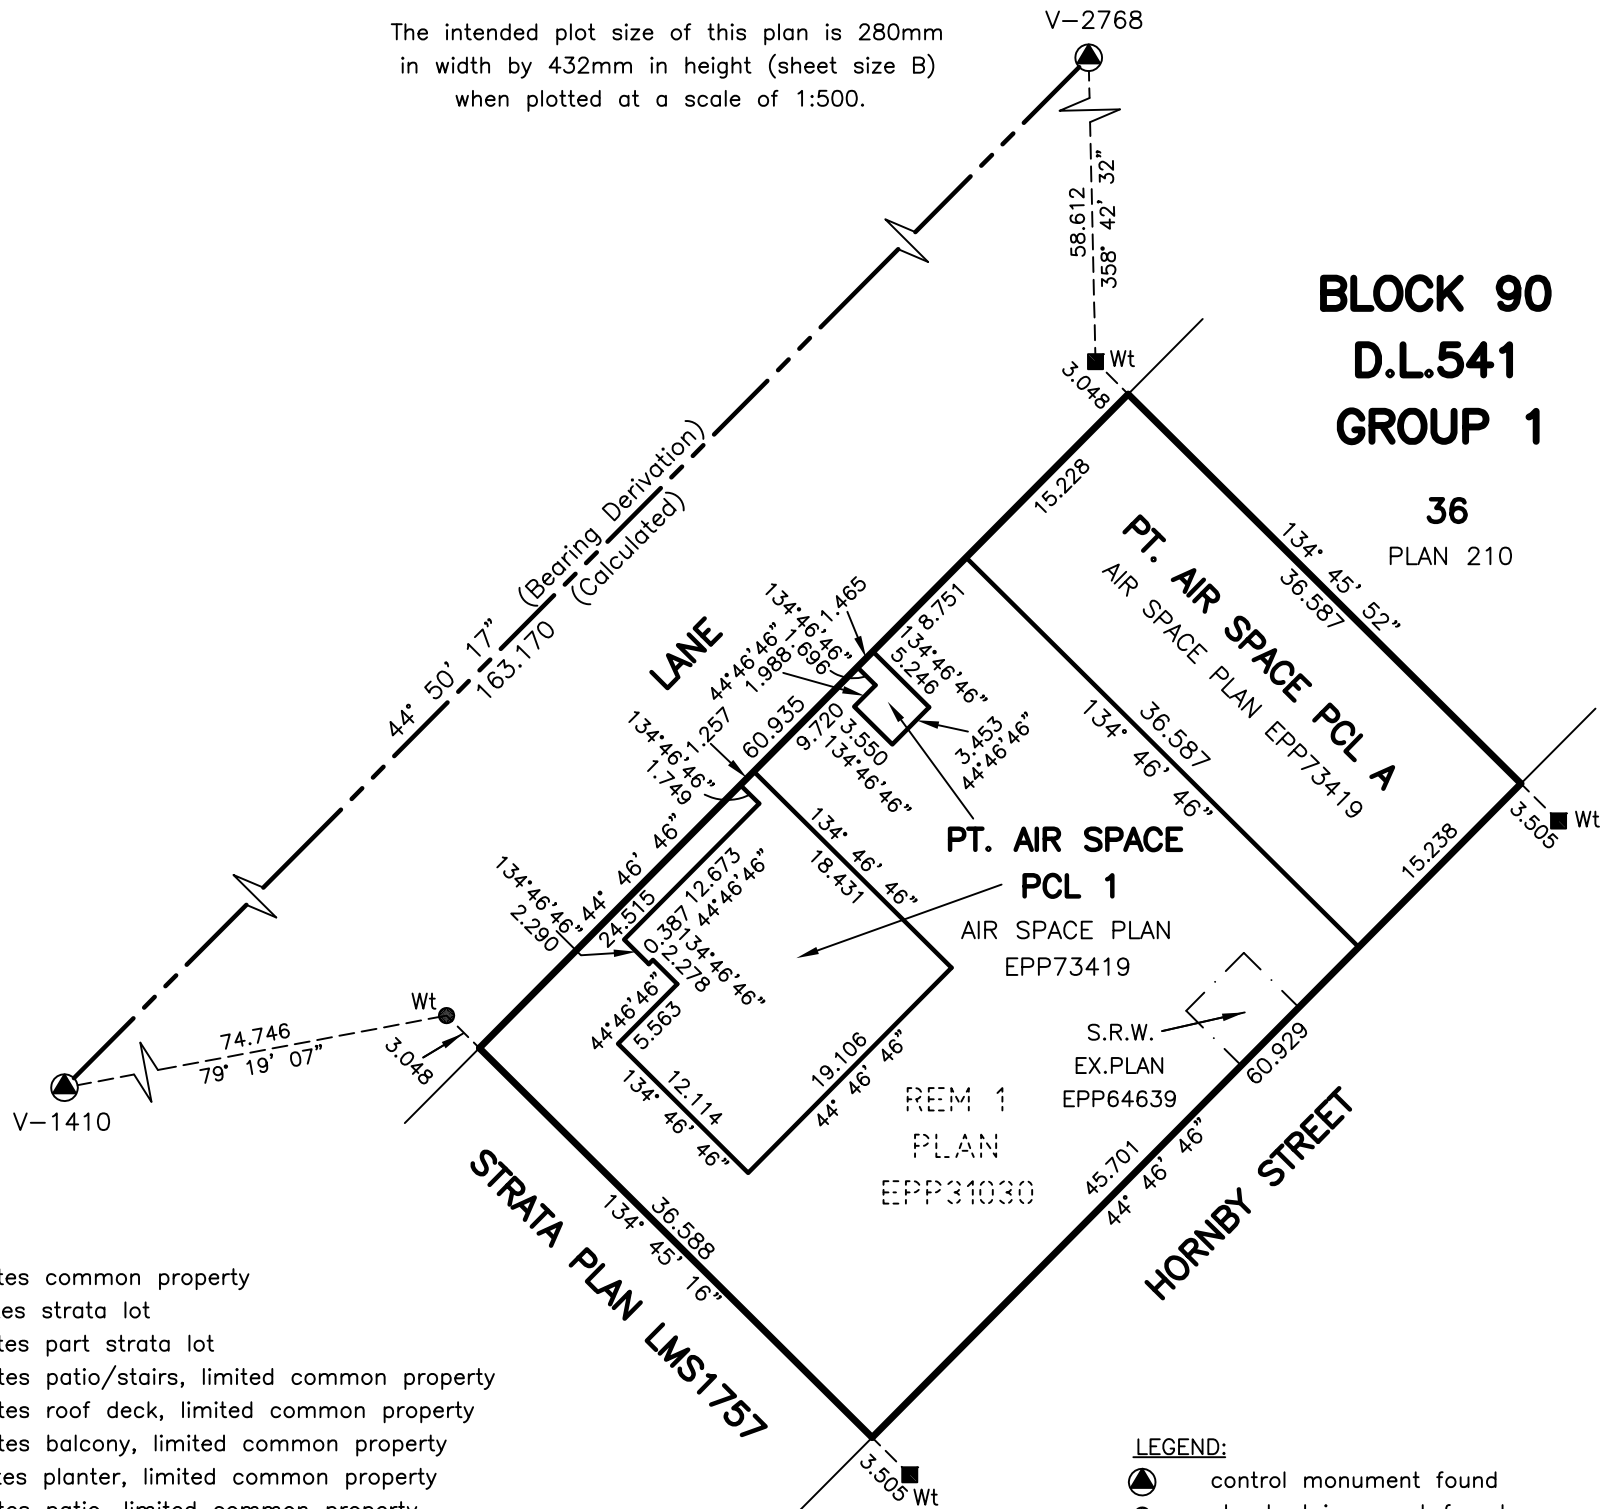 The intended plot size of this plan is 280mm
in width by 432mm in height (sheet size B)
when plotted at a scale of 1:500.
V-2768
58.612
358° 42' 32"
Wt
3.048
BLOCK 90
D.L.541
GROUP 1
36
PLAN 210
15.228
134° 45' 52"
36.587
PT. AIR SPACE PCL A
AIR SPACE PLAN EPP73419
44° 50' 17" (Bearing Derivation)
163.170 (Calculated)
LANE
8.751
1.465
134°46'46"
1.696
44°46'46"
1.988
134°46'46"
5.246
3.453
44°46'46"
3.550
134°46'46"
9.720
60.935
1.257
134°46'46"
1.749
36.587
134° 46' 46"
3.505
Wt
15.238
44° 46' 46"
24.515
134°46'46"
2.290
12.673
44°46'46"
0.387
134°46'46"
2.278
44°46'46"
5.563
134° 46' 46"
18.431
PT. AIR SPACE
PCL 1
AIR SPACE PLAN
EPP73419
19.106
44° 46' 46"
12.114
134° 46' 46"
Wt
74.746
79° 19' 07"
3.048
V-1410
S.R.W.
EX.PLAN
EPP64639
60.929
REM 1
PLAN
EPP31030
45.701
44° 46' 46"
HORNBY STREET
36.588
134° 45' 16"
STRATA PLAN LMS1757
3.505
Wt
tes common property
tes strata lot
tes part strata lot
tes patio/stairs, limited common property
tes roof deck, limited common property
tes balcony, limited common property
tes planter, limited common property
LEGEND:
control monument found